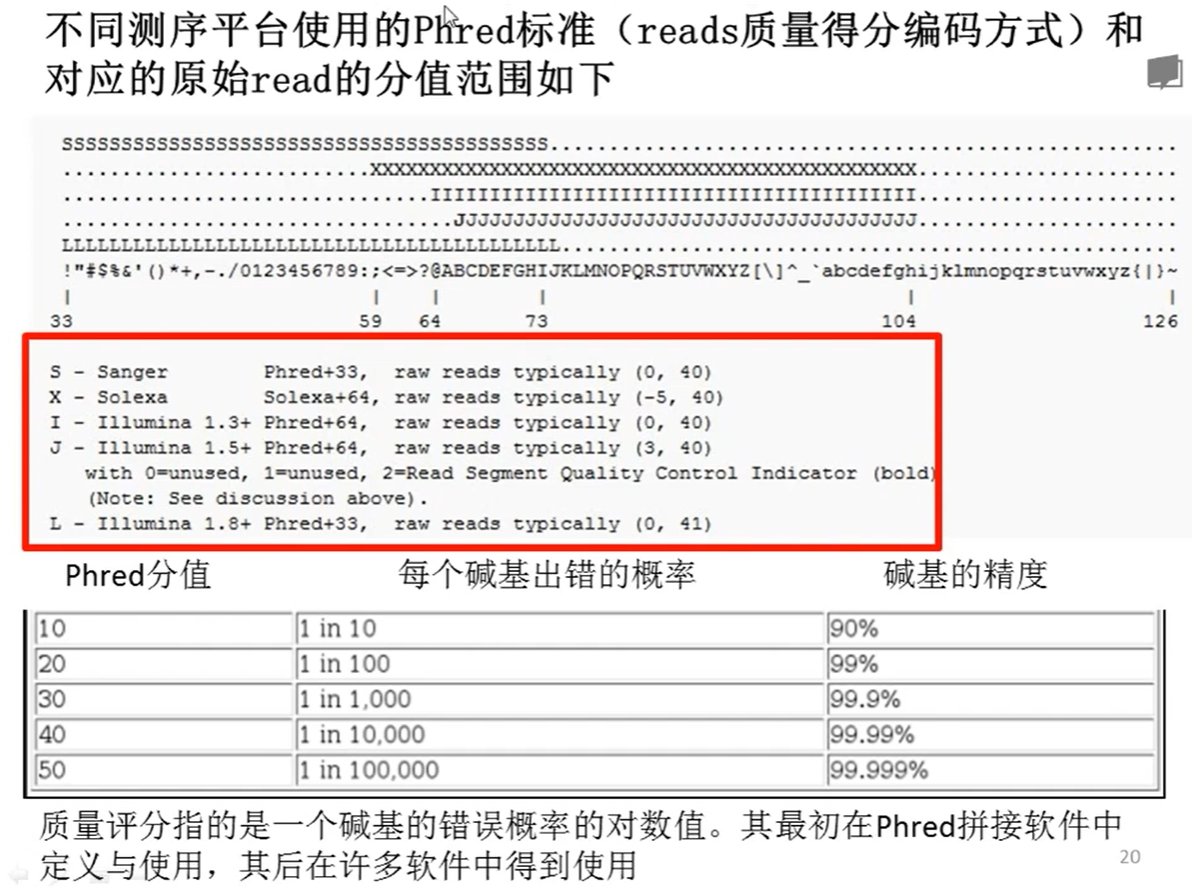 不同测序平台使用的Phred标准（reads质量得分编码方式）和
对应的原始read的分值范围如下
SSSSSSSSSSSSSSSSSSSSSSSSSSSSSSSSSSSSSSSSS.....................................................
..........................XXXXXXXXXXXXXXXXXXXXXXXXXXXXXXXXXXXXXXXXXXXXXX......................
...............................IIIIIIIIIIIIIIIIIIIIIIIIIIIIIIIIIIIIIIIII......................
.................................JJJJJJJJJJJJJJJJJJJJJJJJJJJJJJJJJJJJJJJ......................
LLLLLLLLLLLLLLLLLLLLLLLLLLLLLLLLLLLLLLLLLL....................................................
!"#$%&'()*+,-./0123456789:;<=>?@ABCDEFGHIJKLMNOPQRSTUVWXYZ[\]^_`abcdefghijklmnopqrstuvwxyz{|}~
| | | | | |
33 59 64 73 104 126
S - Sanger Phred+33, raw reads typically (0, 40)
X - Solexa Solexa+64, raw reads typically (-5, 40)
I - Illumina 1.3+ Phred+64, raw reads typically (0, 40)
J - Illumina 1.5+ Phred+64, raw reads typically (3, 40)
with 0=unused, 1=unused, 2=Read Segment Quality Control Indicator (bold)
(Note: See discussion above).
L - Illumina 1.8+ Phred+33, raw reads typically (0, 41)
Phred分值 每个碱基出错的概率 碱基的精度
10 1 in 10 90%
20 1 in 100 99%
30 1 in 1,000 99.9%
40 1 in 10,000 99.99%
50 1 in 100,000 99.999%
质量评分指的是一个碱基的错误概率的对数值。其最初在Phred拼接软件中
定义与使用，其后在许多软件中得到使用
20